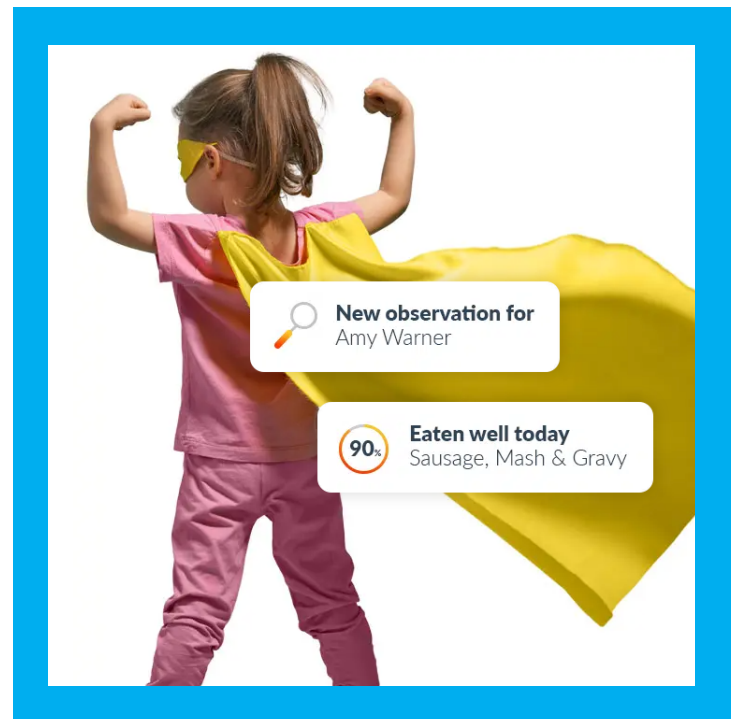 New observation for
Amy Warner
90%
Eaten well today
Sausage, Mash & Gravy